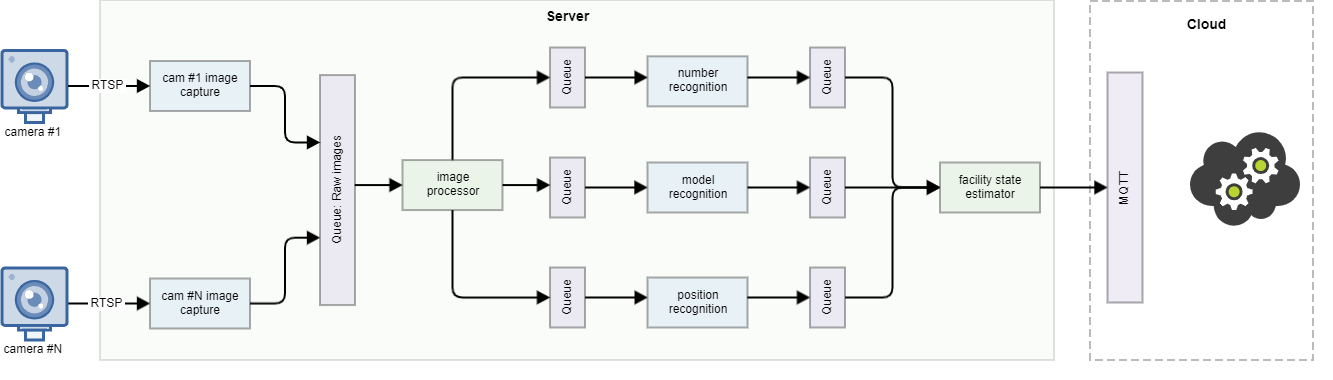 Server
Cloud
camera #1
RTSP
cam #1 image
capture
camera #N
RTSP
cam #N image
capture
Queue: Raw images
image
processor
Queue
number
recognition
Queue
Queue
model
recognition
Queue
Queue
position
recognition
Queue
facility state
estimator
MQTT